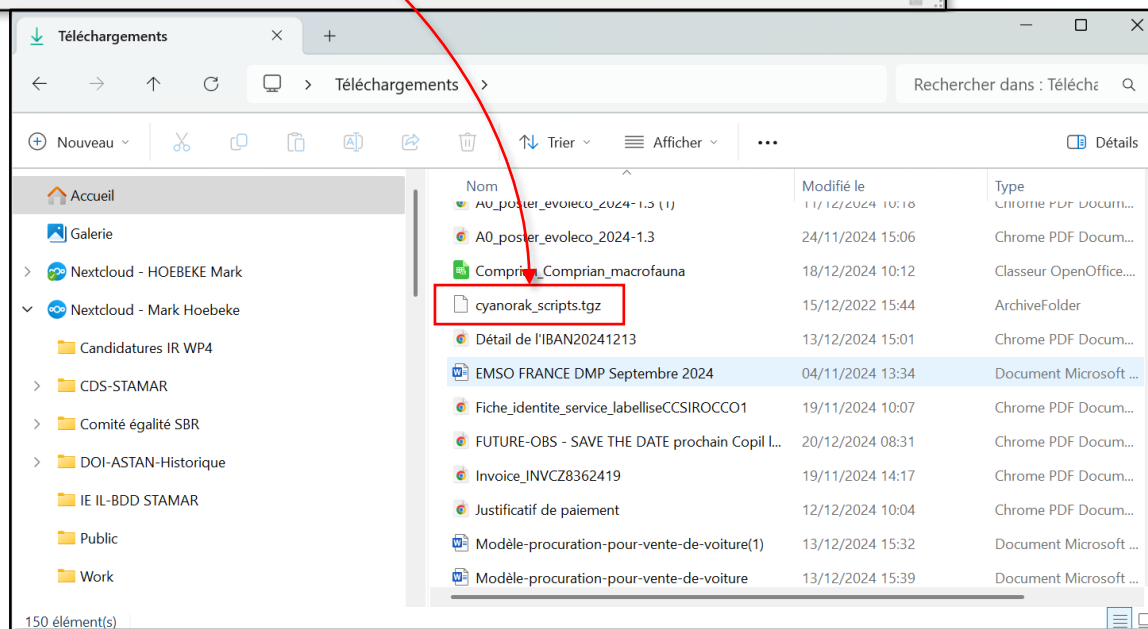 Téléchargements
Téléchargements
Rechercher dans : Télécha
Nouveau
Trier
Afficher
Détails
Accueil
Galerie
Nextcloud - HOEBEKE Mark
Nextcloud - Mark Hoebeke
Candidatures IR WP4
CDS-STAMAR
Comité égalité SBR
DOI-ASTAN-Historique
IE IL-BDD STAMAR
Public
Work
Nom Modifié le Type
A0_poster_evoleco_2024-1.3 (1) 11/12/2024 10:18 Chrome PDF Docum...
A0_poster_evoleco_2024-1.3 24/11/2024 15:06 Chrome PDF Docum...
Comprian_Comprian_macrofauna 18/12/2024 10:12 Classeur OpenOffice....
cyanorak_scripts.tgz 15/12/2022 15:44 ArchiveFolder
Détail de l'IBAN20241213 13/12/2024 15:01 Chrome PDF Docum...
EMSO FRANCE DMP Septembre 2024 04/11/2024 13:34 Document Microsoft ...
Fiche_identite_service_labelliseCCSIROCCO1 19/11/2024 10:07 Chrome PDF Docum...
FUTURE-OBS - SAVE THE DATE prochain Copil l... 20/12/2024 08:31 Chrome PDF Docum...
Invoice_INVCZ8362419 19/11/2024 14:17 Chrome PDF Docum...
Justificatif de paiement 12/12/2024 10:04 Chrome PDF Docum...
Modèle-procuration-pour-vente-de-voiture(1) 13/12/2024 15:32 Document Microsoft ...
Modèle-procuration-pour-vente-de-voiture 13/12/2024 15:39 Document Microsoft ...
150 élément(s)